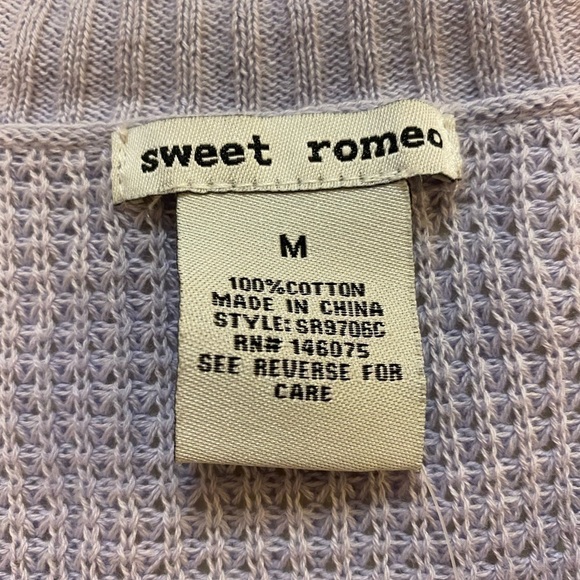 sweet romeo
M
100%COTTON
MADE IN CHINA
STYLE: SR9706C
RN# 146075
SEE REVERSE FOR
CARE